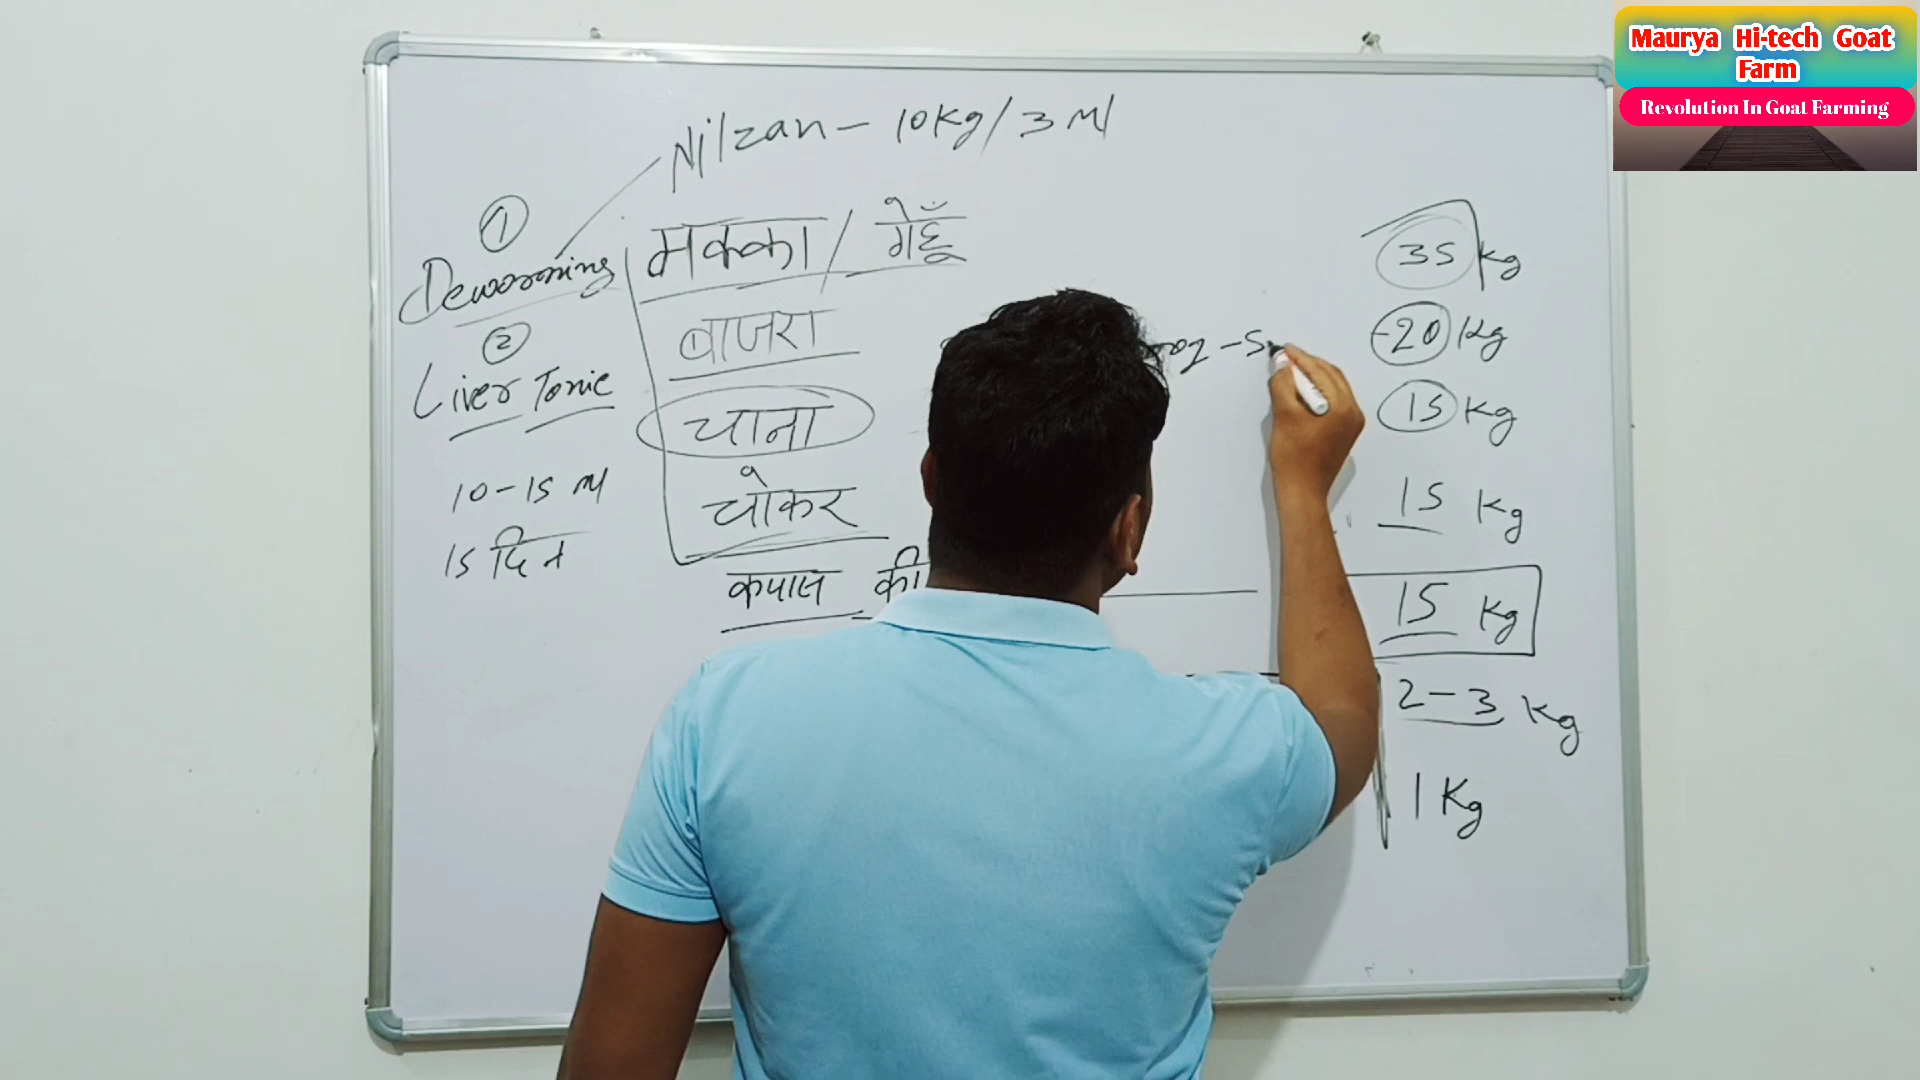 Maurya Hi-tech Goat
Farm
Revolution In Goat Farming
Nilzan - 10Kg/3 ml
①
Deworming
②
Liver Tonic
10-15 ml
15 दिन
मक्का / गेहूँ
35 Kg
बाजरा
20 Kg
चाना
15 Kg
चोकर
15 Kg
कपास की
15 Kg
2-3 Kg
1 Kg